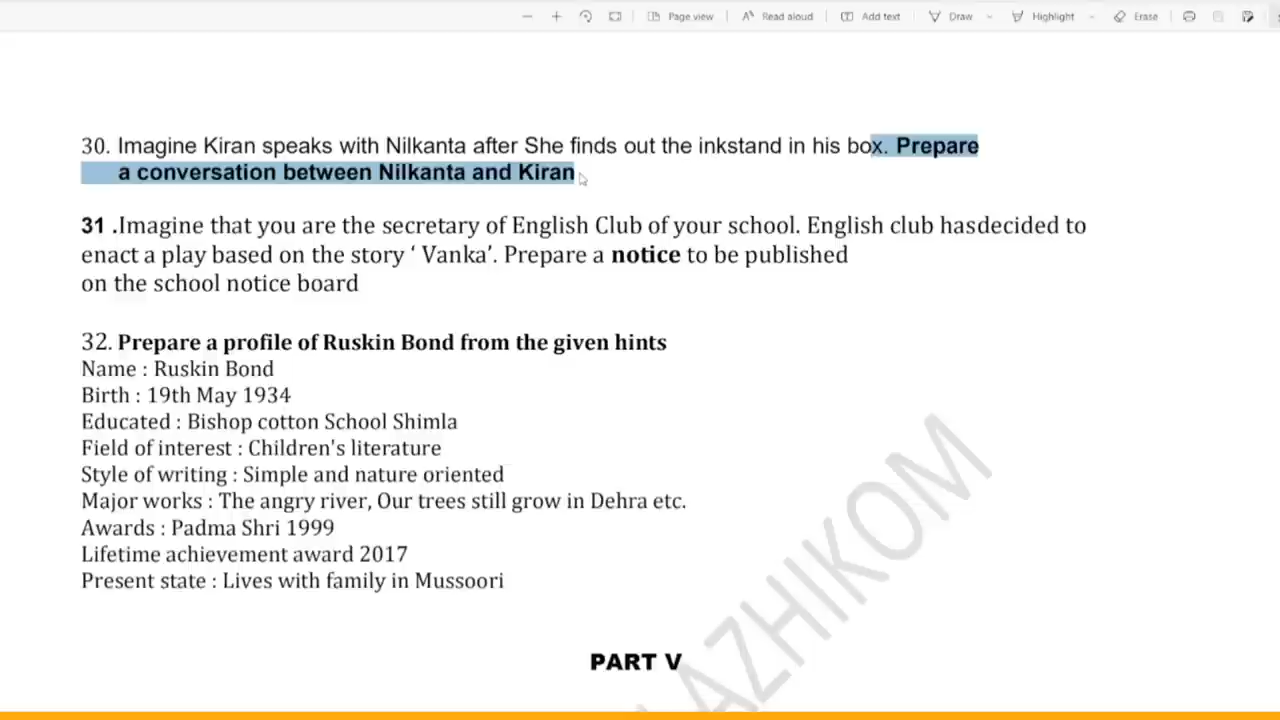 Page view
Read aloud
Add text
Draw
Highlight
Erase
30. Imagine Kiran speaks with Nilkanta after She finds out the inkstand in his box. Prepare
a conversation between Nilkanta and Kiran
31 .Imagine that you are the secretary of English Club of your school. English club hasdecided to
enact a play based on the story ‘ Vanka’. Prepare a notice to be published
on the school notice board
32. Prepare a profile of Ruskin Bond from the given hints
Name : Ruskin Bond
Birth : 19th May 1934
Educated : Bishop cotton School Shimla
Field of interest : Children's literature
Style of writing : Simple and nature oriented
Major works : The angry river, Our trees still grow in Dehra etc.
Awards : Padma Shri 1999
Lifetime achievement award 2017
Present state : Lives with family in Mussoori
AZHIKOM
PART V